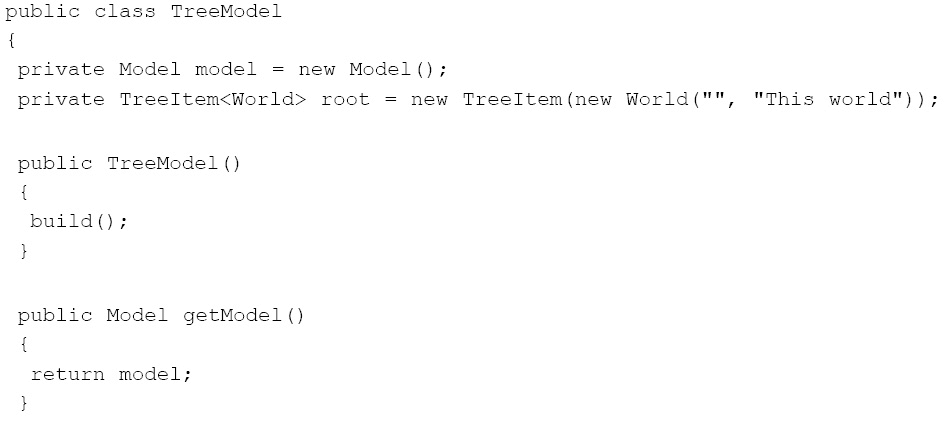 public class TreeModel
{
private Model model = new Model();
private TreeItem<World> root = new TreeItem(new World("", "This world"));
public TreeModel()
{
build();
}
public Model getModel()
{
return model;
}